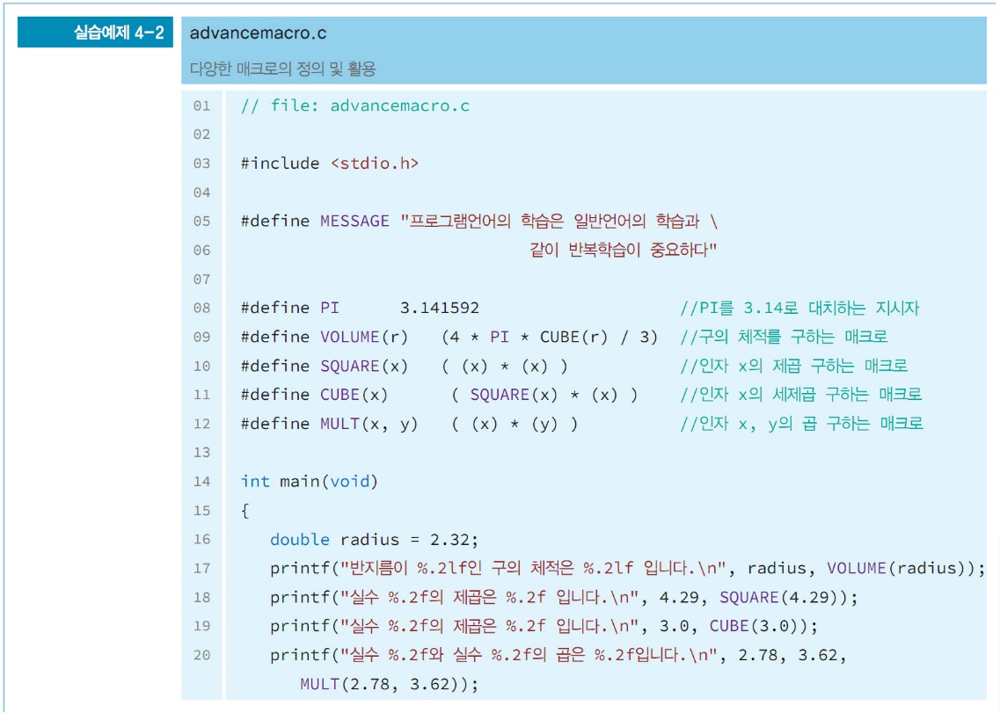 실습예제 4-2
advancemacro.c
다양한 매크로의 정의 및 활용
01 // file: advancemacro.c
02
03 #include <stdio.h>
04
05 #define MESSAGE "프로그램언어의 학습은 일반언어의 학습과 \
06 같이 반복학습이 중요하다"
07
08 #define PI 3.141592 //PI를 3.14로 대치하는 지시자
09 #define VOLUME(r) (4 * PI * CUBE(r) / 3) //구의 체적를 구하는 매크로
10 #define SQUARE(x) ( (x) * (x) ) //인자 x의 제곱 구하는 매크로
11 #define CUBE(x) ( SQUARE(x) * (x) ) //인자 x의 세제곱 구하는 매크로
12 #define MULT(x, y) ( (x) * (y) ) //인자 x, y의 곱 구하는 매크로
13
14 int main(void)
15 {
16 double radius = 2.32;
17 printf("반지름이 %.2lf인 구의 체적은 %.2lf 입니다.\n", radius, VOLUME(radius));
18 printf("실수 %.2f의 제곱은 %.2f 입니다.\n", 4.29, SQUARE(4.29));
19 printf("실수 %.2f의 제곱은 %.2f 입니다.\n", 3.0, CUBE(3.0));
20 printf("실수 %.2f와 실수 %.2f의 곱은 %.2f입니다.\n", 2.78, 3.62,
MULT(2.78, 3.62));